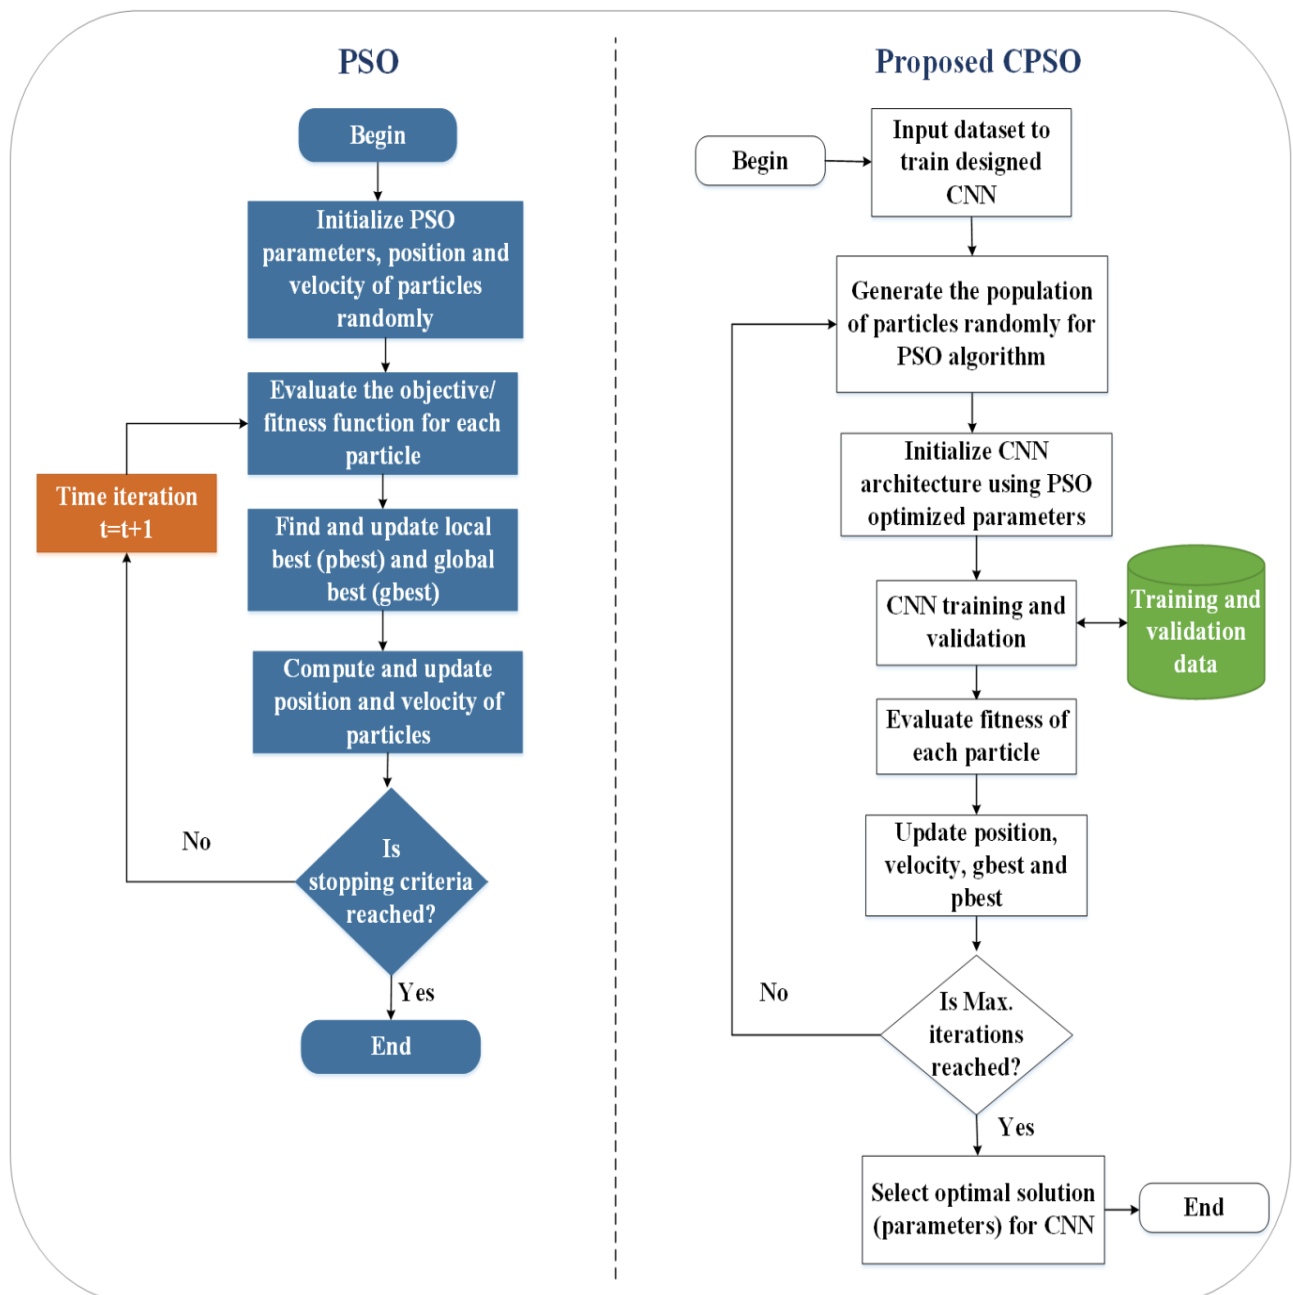 PSO
Begin
Initialize PSO
parameters, position and
velocity of particles
randomly
Evaluate the objective/
fitness function for each
particle
Time iteration
t=t+1
Find and update local
best (pbest) and global
best (gbest)
Compute and update
position and velocity of
particles
No
Is
stopping criteria
reached?
Yes
End
Proposed CPSO
Begin
Input dataset to
train designed
CNN
Generate the population
of particles randomly for
PSO algorithm
Initialize CNN
architecture using PSO
optimized parameters
CNN training and
validation
Training and
validation
data
Evaluate fitness of
each particle
Update position,
velocity, gbest and
pbest
No
Is Max.
iterations
reached?
Yes
Select optimal solution
(parameters) for CNN
End